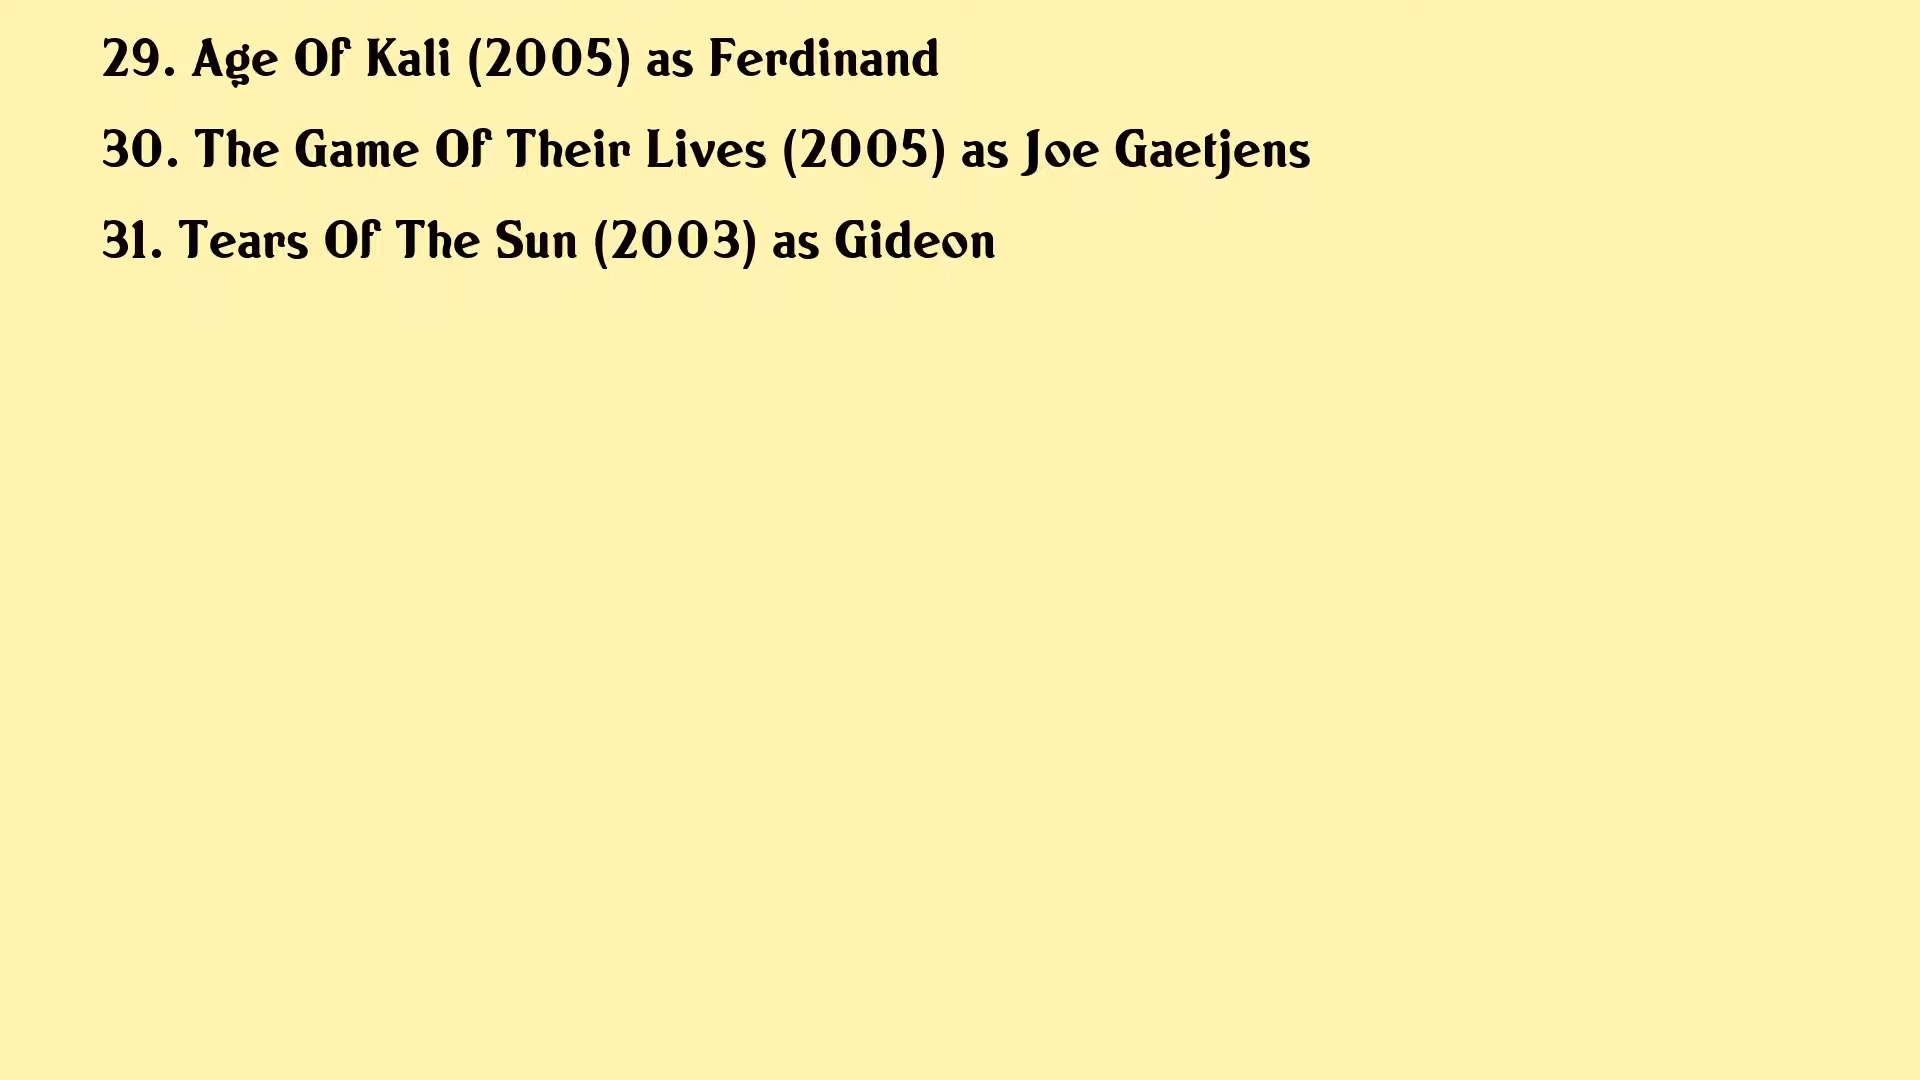 29. Age Of Kali (2005) as Ferdinand
30. The Game Of Their Lives (2005) as Joe Gaetjens
31. Tears Of The Sun (2003) as Gideon